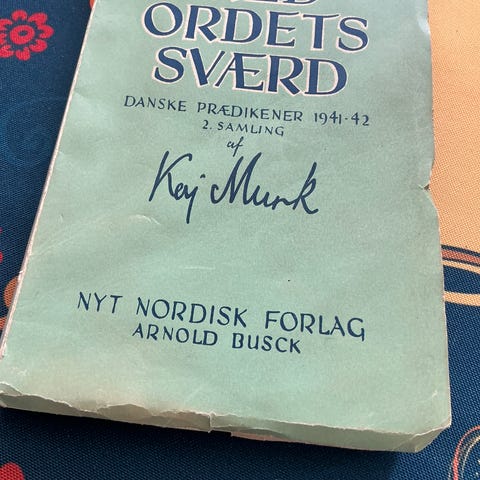 ORDETS
SVÆRD
DANSKE PRÆDIKENER 1941-42
2. SAMLING
af
Kaj Munk
NYT NORDISK FORLAG
ARNOLD BUSCK